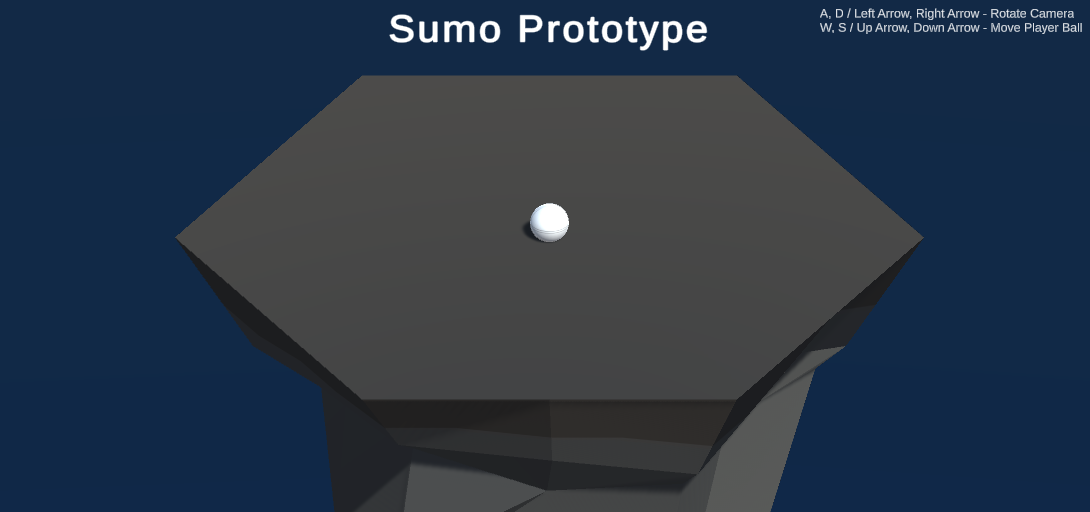 Sumo Prototype
A, D / Left Arrow, Right Arrow - Rotate Camera
W, S / Up Arrow, Down Arrow - Move Player Ball